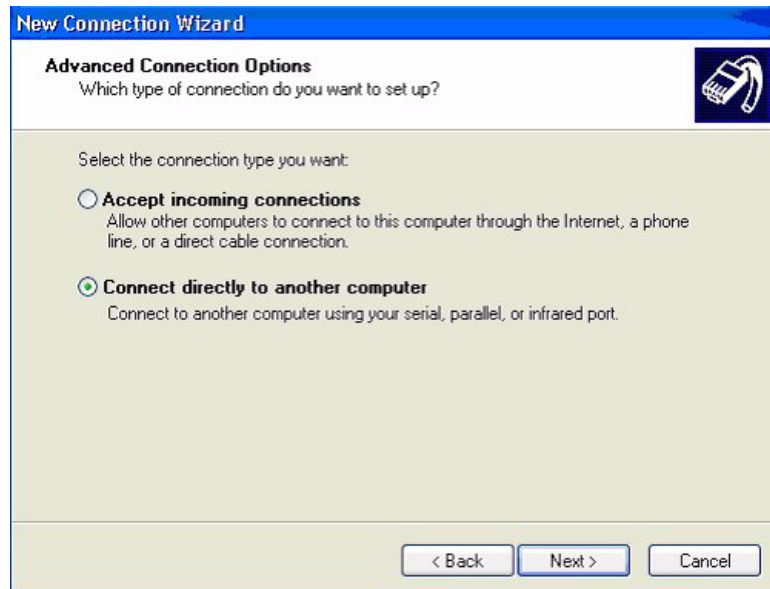 New Connection Wizard
Advanced Connection Options
Which type of connection do you want to set up?
Select the connection type you want:
Accept incoming connections
Allow other computers to connect to this computer through the Internet, a phone
line, or a direct cable connection.
Connect directly to another computer
Connect to another computer using your serial, parallel, or infrared port.
< Back
Next >
Cancel